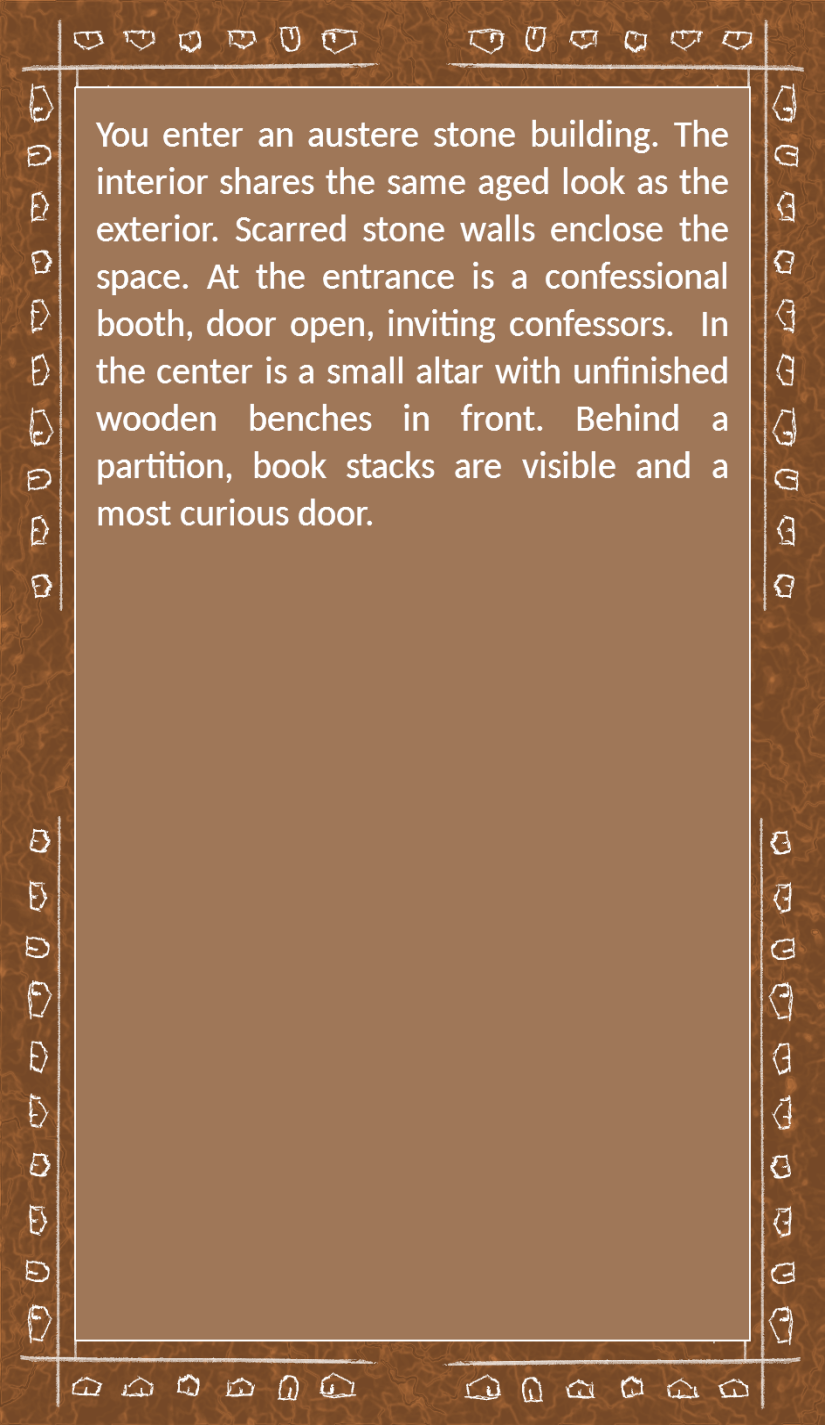 You enter an austere stone building. The
interior shares the same aged look as the
exterior. Scarred stone walls enclose the
space. At the entrance is a confessional
booth, door open, inviting confessors.  In
the center is a small altar with unfinished
wooden benches in front. Behind a
partition, book stacks are visible and a
most curious door.